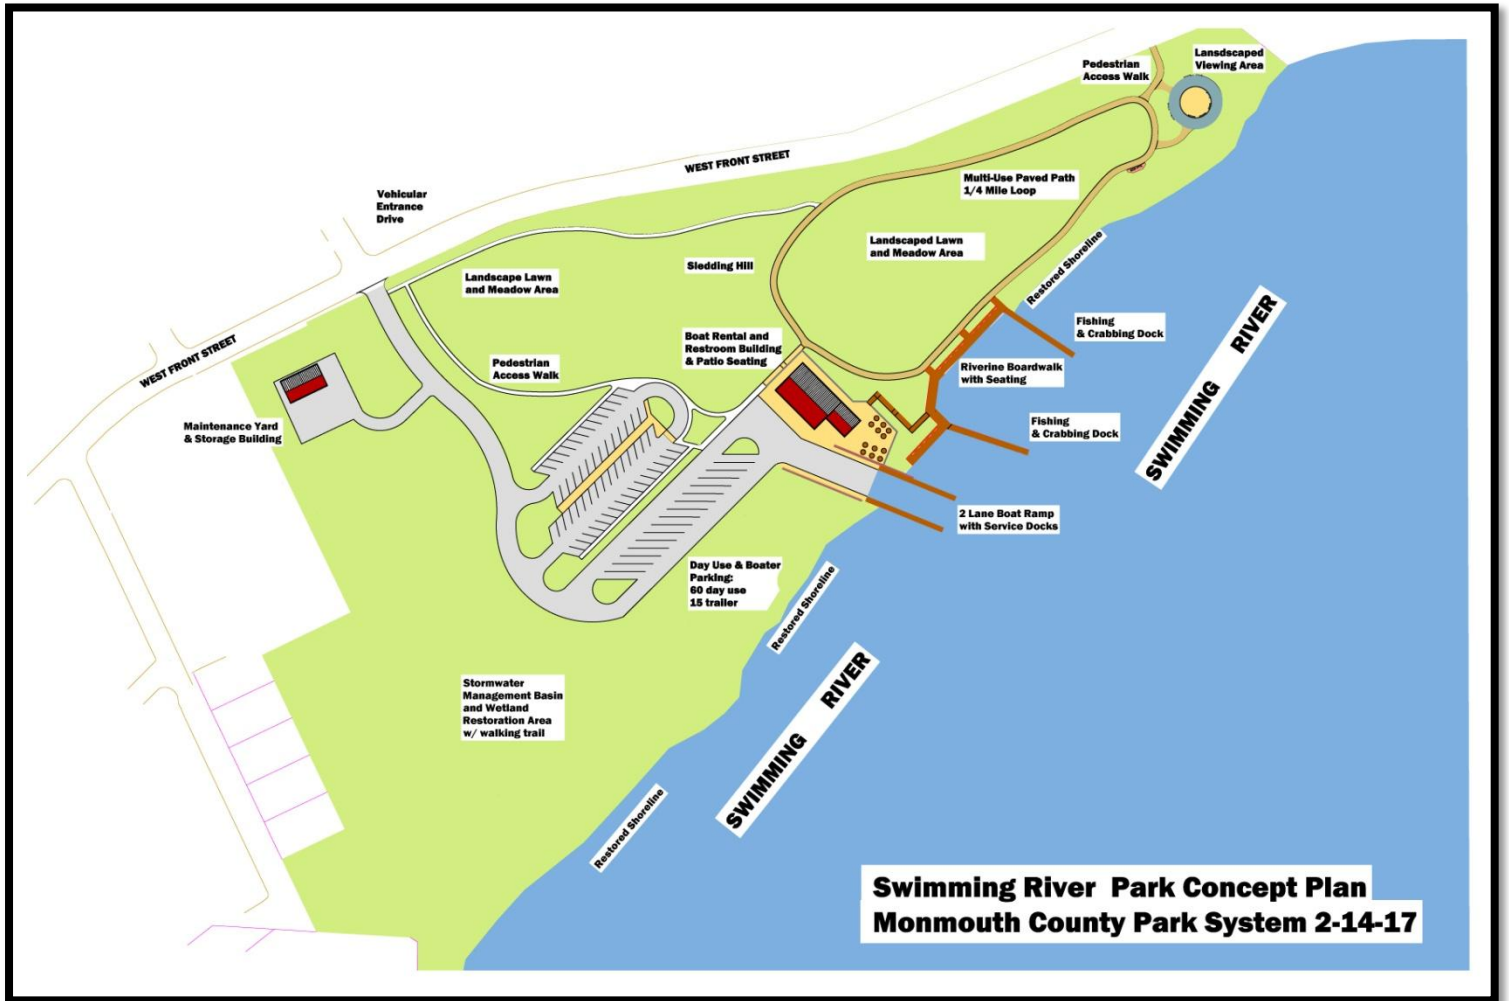 Pedestrian
Access Walk
Lansdscaped
Viewing Area
WEST FRONT STREET
Multi-Use Paved Path
1/4 Mile Loop
Vehicular
Entrance
Drive
Landscaped Lawn
and Meadow Area
Sledding Hill
Landscape Lawn
and Meadow Area
Restored Shoreline
SWIMMING RIVER
Fishing
& Crabbing Dock
Boat Rental and
Restroom Building
& Patio Seating
WEST FRONT STREET
Pedestrian
Access Walk
Riverine Boardwalk
with Seating
Maintenance Yard
& Storage Building
Fishing
& Crabbing Dock
2 Lane Boat Ramp
with Service Docks
Day Use & Boater
Parking:
60 day use
15 trailer
Restored Shoreline
SWIMMING RIVER
Stormwater
Management Basin
and Wetland
Restoration Area
w/ walking trail
Restored Shoreline
Swimming River Park Concept Plan
Monmouth County Park System 2-14-17